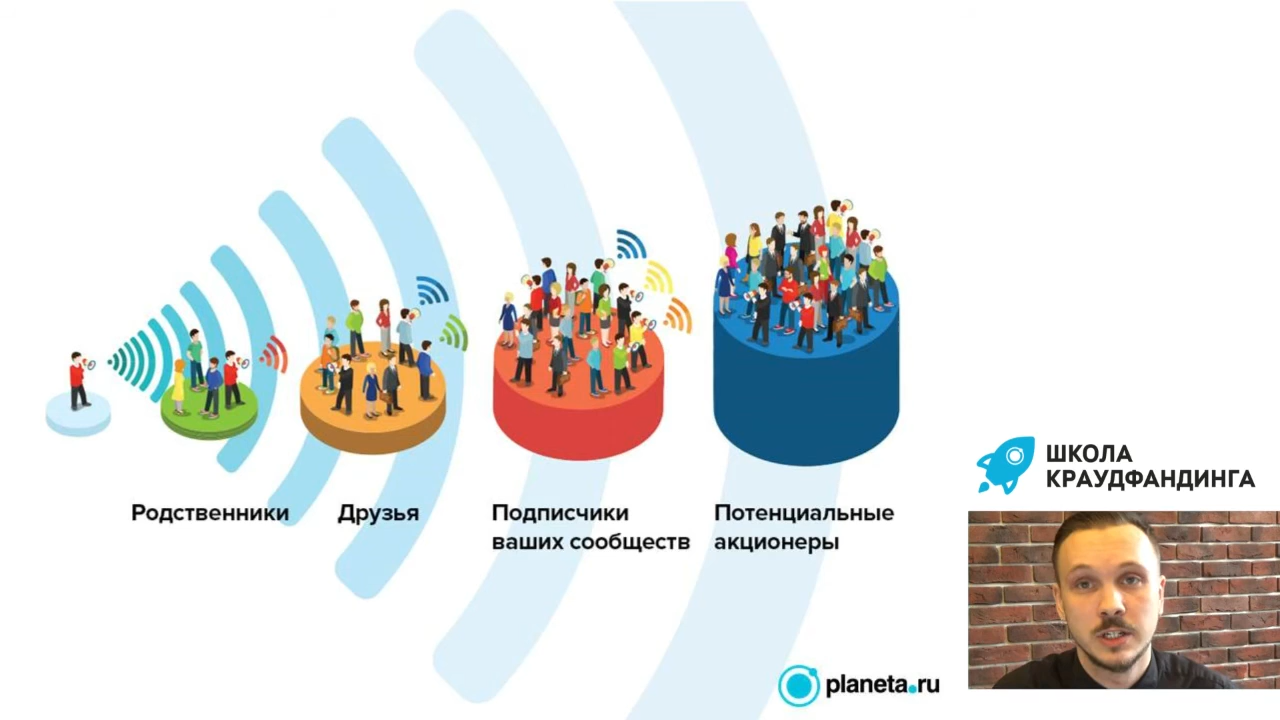 Родственники
Друзья
Подписчики
ваших сообществ
Потенциальные
акционеры
ШКОЛА
КРАУДФАНДИНГА
planeta.ru